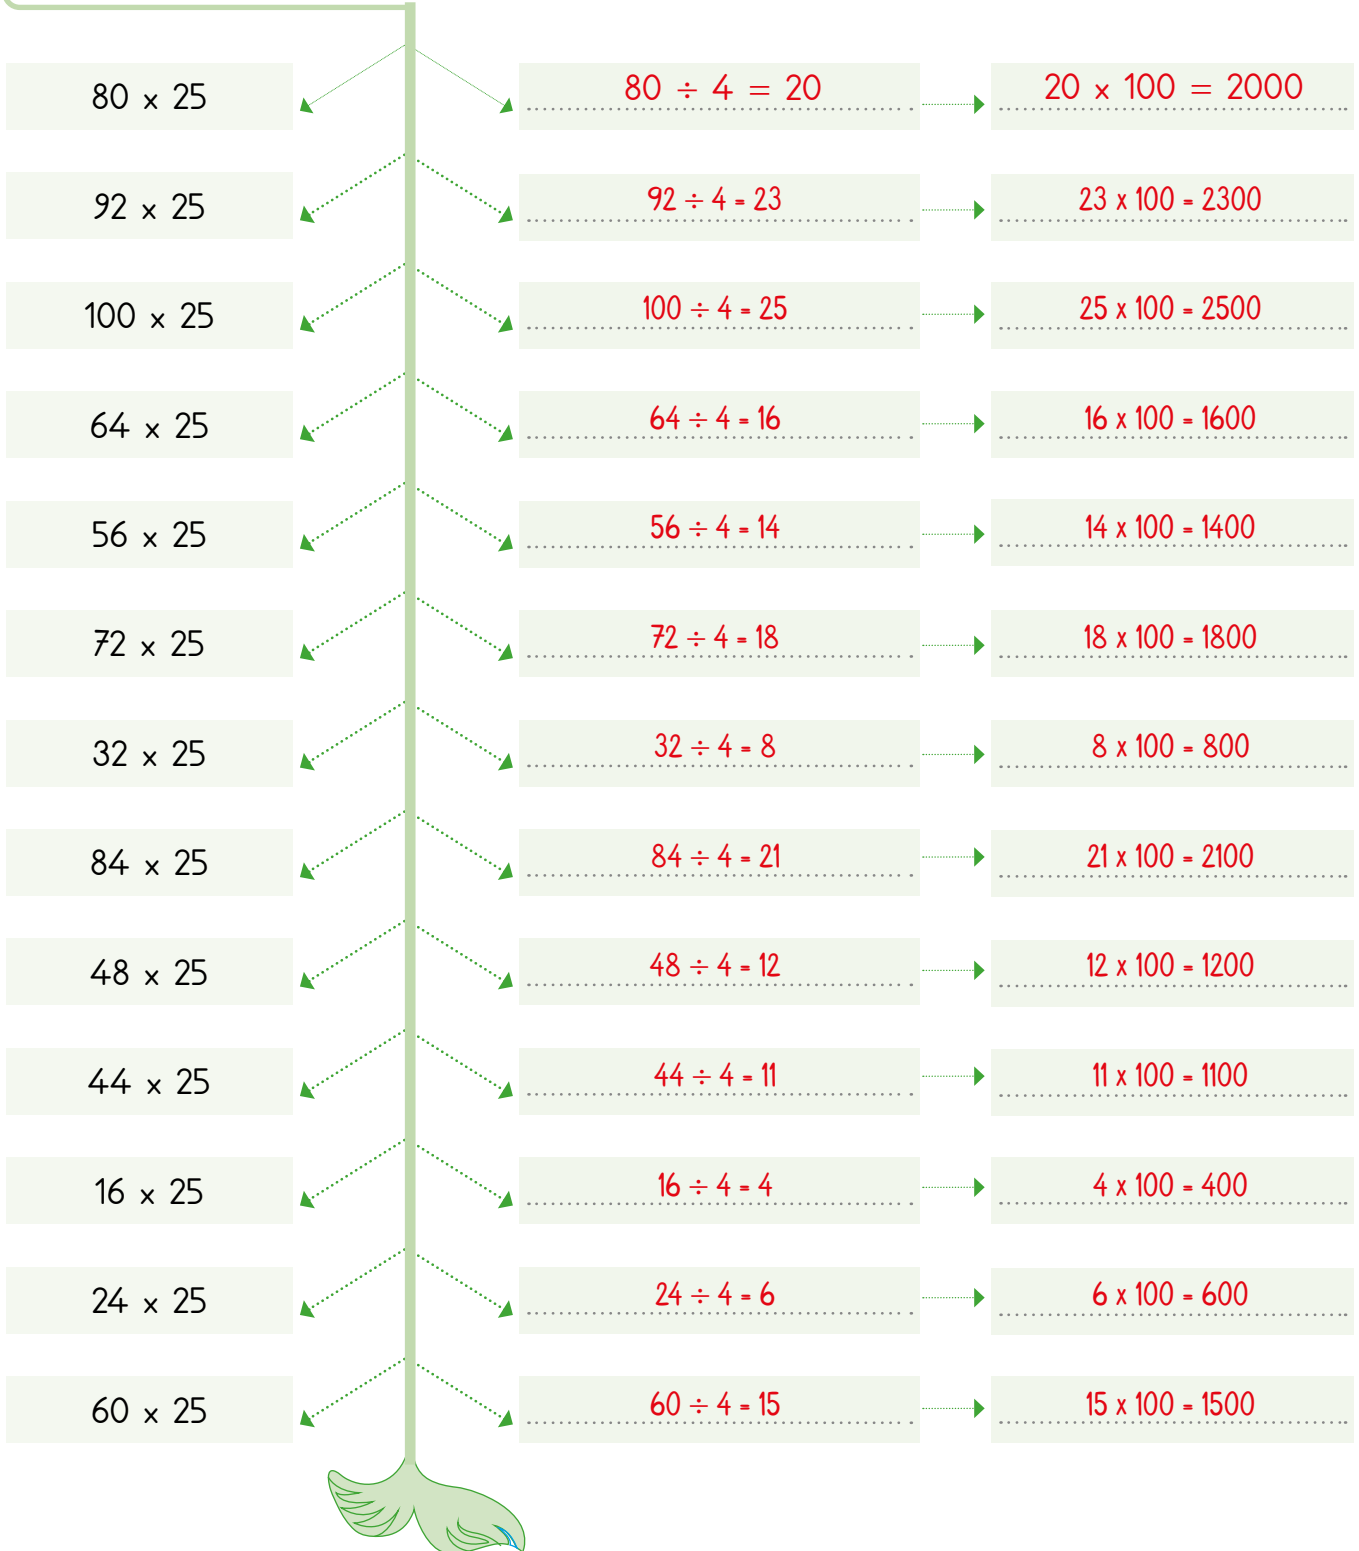 80 x 25 80 ÷ 4 = 20 20 x 100 = 2000
92 x 25 92 ÷ 4 = 23 23 x 100 = 2300
100 x 25 100 ÷ 4 = 25 25 x 100 = 2500
64 x 25 64 ÷ 4 = 16 16 x 100 = 1600
56 x 25 56 ÷ 4 = 14 14 x 100 = 1400
72 x 25 72 ÷ 4 = 18 18 x 100 = 1800
32 x 25 32 ÷ 4 = 8 8 x 100 = 800
84 x 25 84 ÷ 4 = 21 21 x 100 = 2100
48 x 25 48 ÷ 4 = 12 12 x 100 = 1200
44 x 25 44 ÷ 4 = 11 11 x 100 = 1100
16 x 25 16 ÷ 4 = 4 4 x 100 = 400
24 x 25 24 ÷ 4 = 6 6 x 100 = 600
60 x 25 60 ÷ 4 = 15 15 x 100 = 1500